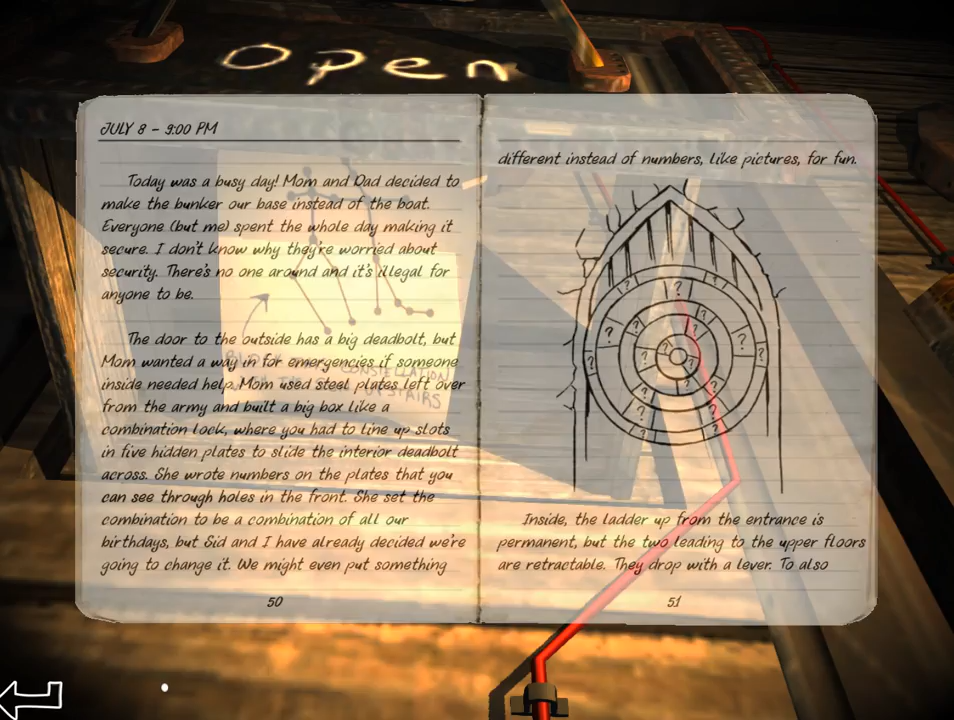 Open
JULY 8 - 9:00 PM
Today was a busy day! Mom and Dad decided to
make the bunker our base instead of the boat.
Everyone (but me) spent the whole day making it
secure. I don't know why they're worried about
security. There's no one around and it's illegal for
anyone to be.
The door to the outside has a big deadbolt, but
Mom wanted a way in for emergencies if someone
inside needed help. Mom used steel plates left over
from the army and built a big box like a
combination lock, where you had to line up slots
in five hidden plates to slide the interior deadbolt
across. She wrote numbers on the plates that you
can see through holes in the front. She set the
combination to be a combination of all our
birthdays, but Sid and I have already decided we're
going to change it. We might even put something
50
different instead of numbers, like pictures, for fun.
? ? ?
?
? ?
? ? ?
? ? ?
? ?
? ?
? ?
Inside, the ladder up from the entrance is
permanent, but the two leading to the upper floors
are retractable. They drop with a lever. To also
51
CONSTELLATION
UPSTAIRS